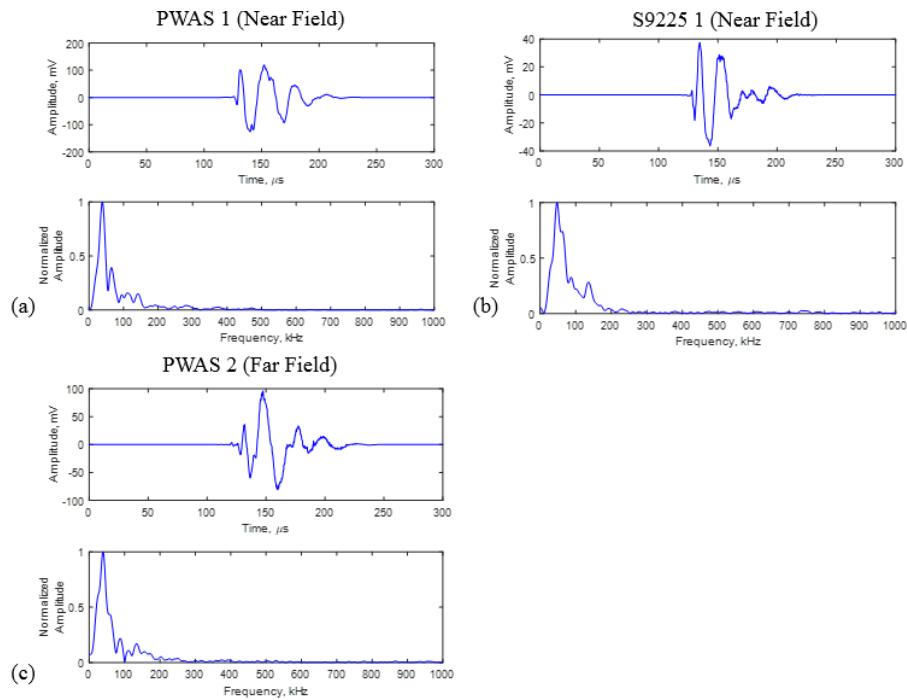 PWAS 1 (Near Field)
200
100
0
-100
-200
Amplitude, mV
0 50 100 150 200 250 300
Time, μs
1
0.5
0
Normalized
Amplitude
0 100 200 300 400 500 600 700 800 900 1000
Frequency, kHz
(a)
S9225 1 (Near Field)
40
20
0
-20
-40
Amplitude, mV
0 50 100 150 200 250 300
Time, μs
1
0.5
0
Normalized
Amplitude
0 100 200 300 400 500 600 700 800 900 1000
Frequency, kHz
(b)
PWAS 2 (Far Field)
100
50
0
-50
-100
Amplitude, mV
0 50 100 150 200 250 300
Time, μs
1
0.5
0
Normalized
Amplitude
0 100 200 300 400 500 600 700 800 900 1000
Frequency, kHz
(c)